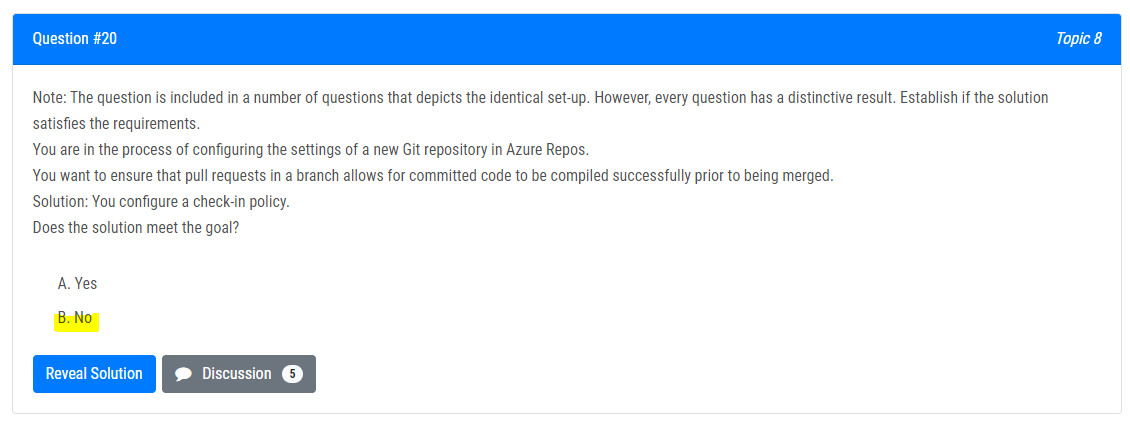 Question #20
Topic 8
Note: The question is included in a number of questions that depicts the identical set-up. However, every question has a distinctive result. Establish if the solution
satisfies the requirements.
You are in the process of configuring the settings of a new Git repository in Azure Repos.
You want to ensure that pull requests in a branch allows for committed code to be compiled successfully prior to being merged.
Solution: You configure a check-in policy.
Does the solution meet the goal?
A. Yes
B. No
Reveal Solution
Discussion 5